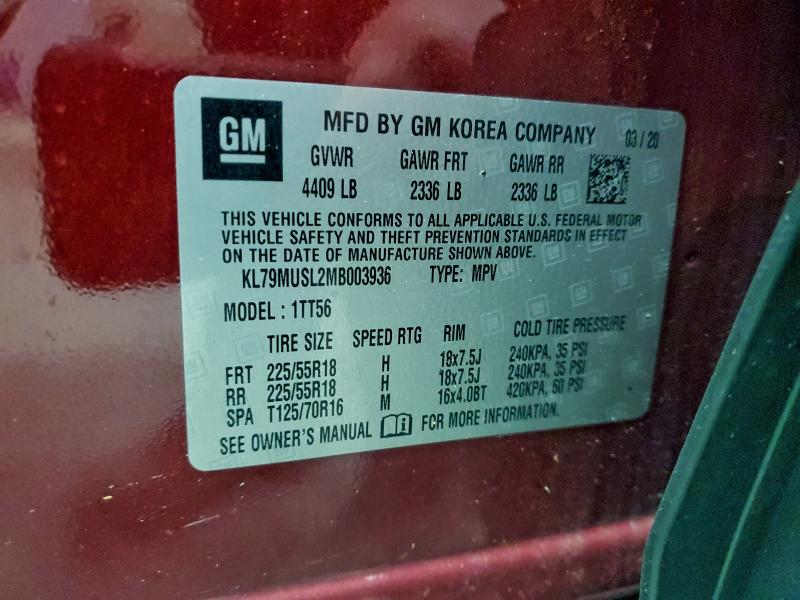 GM
MFD BY GM KOREA COMPANY 03 / 20
GVWR GAWR FRT GAWR RR
4409 LB 2336 LB 2336 LB
THIS VEHICLE CONFORMS TO ALL APPLICABLE U.S. FEDERAL MOTOR
VEHICLE SAFETY AND THEFT PREVENTION STANDARDS IN EFFECT
ON THE DATE OF MANUFACTURE SHOWN ABOVE.
KL79MUSL2MB003936 TYPE: MPV
MODEL : 1TT56
TIRE SIZE SPEED RTG RIM COLD TIRE PRESSURE
FRT 225/55R18 H 18x7.5J 240KPA, 35 PSI
RR 225/55R18 H 18x7.5J 240KPA, 35 PSI
SPA T125/70R16 M 16x4.0BT 420KPA, 60 PSI
SEE OWNER'S MANUAL FOR MORE INFORMATION.